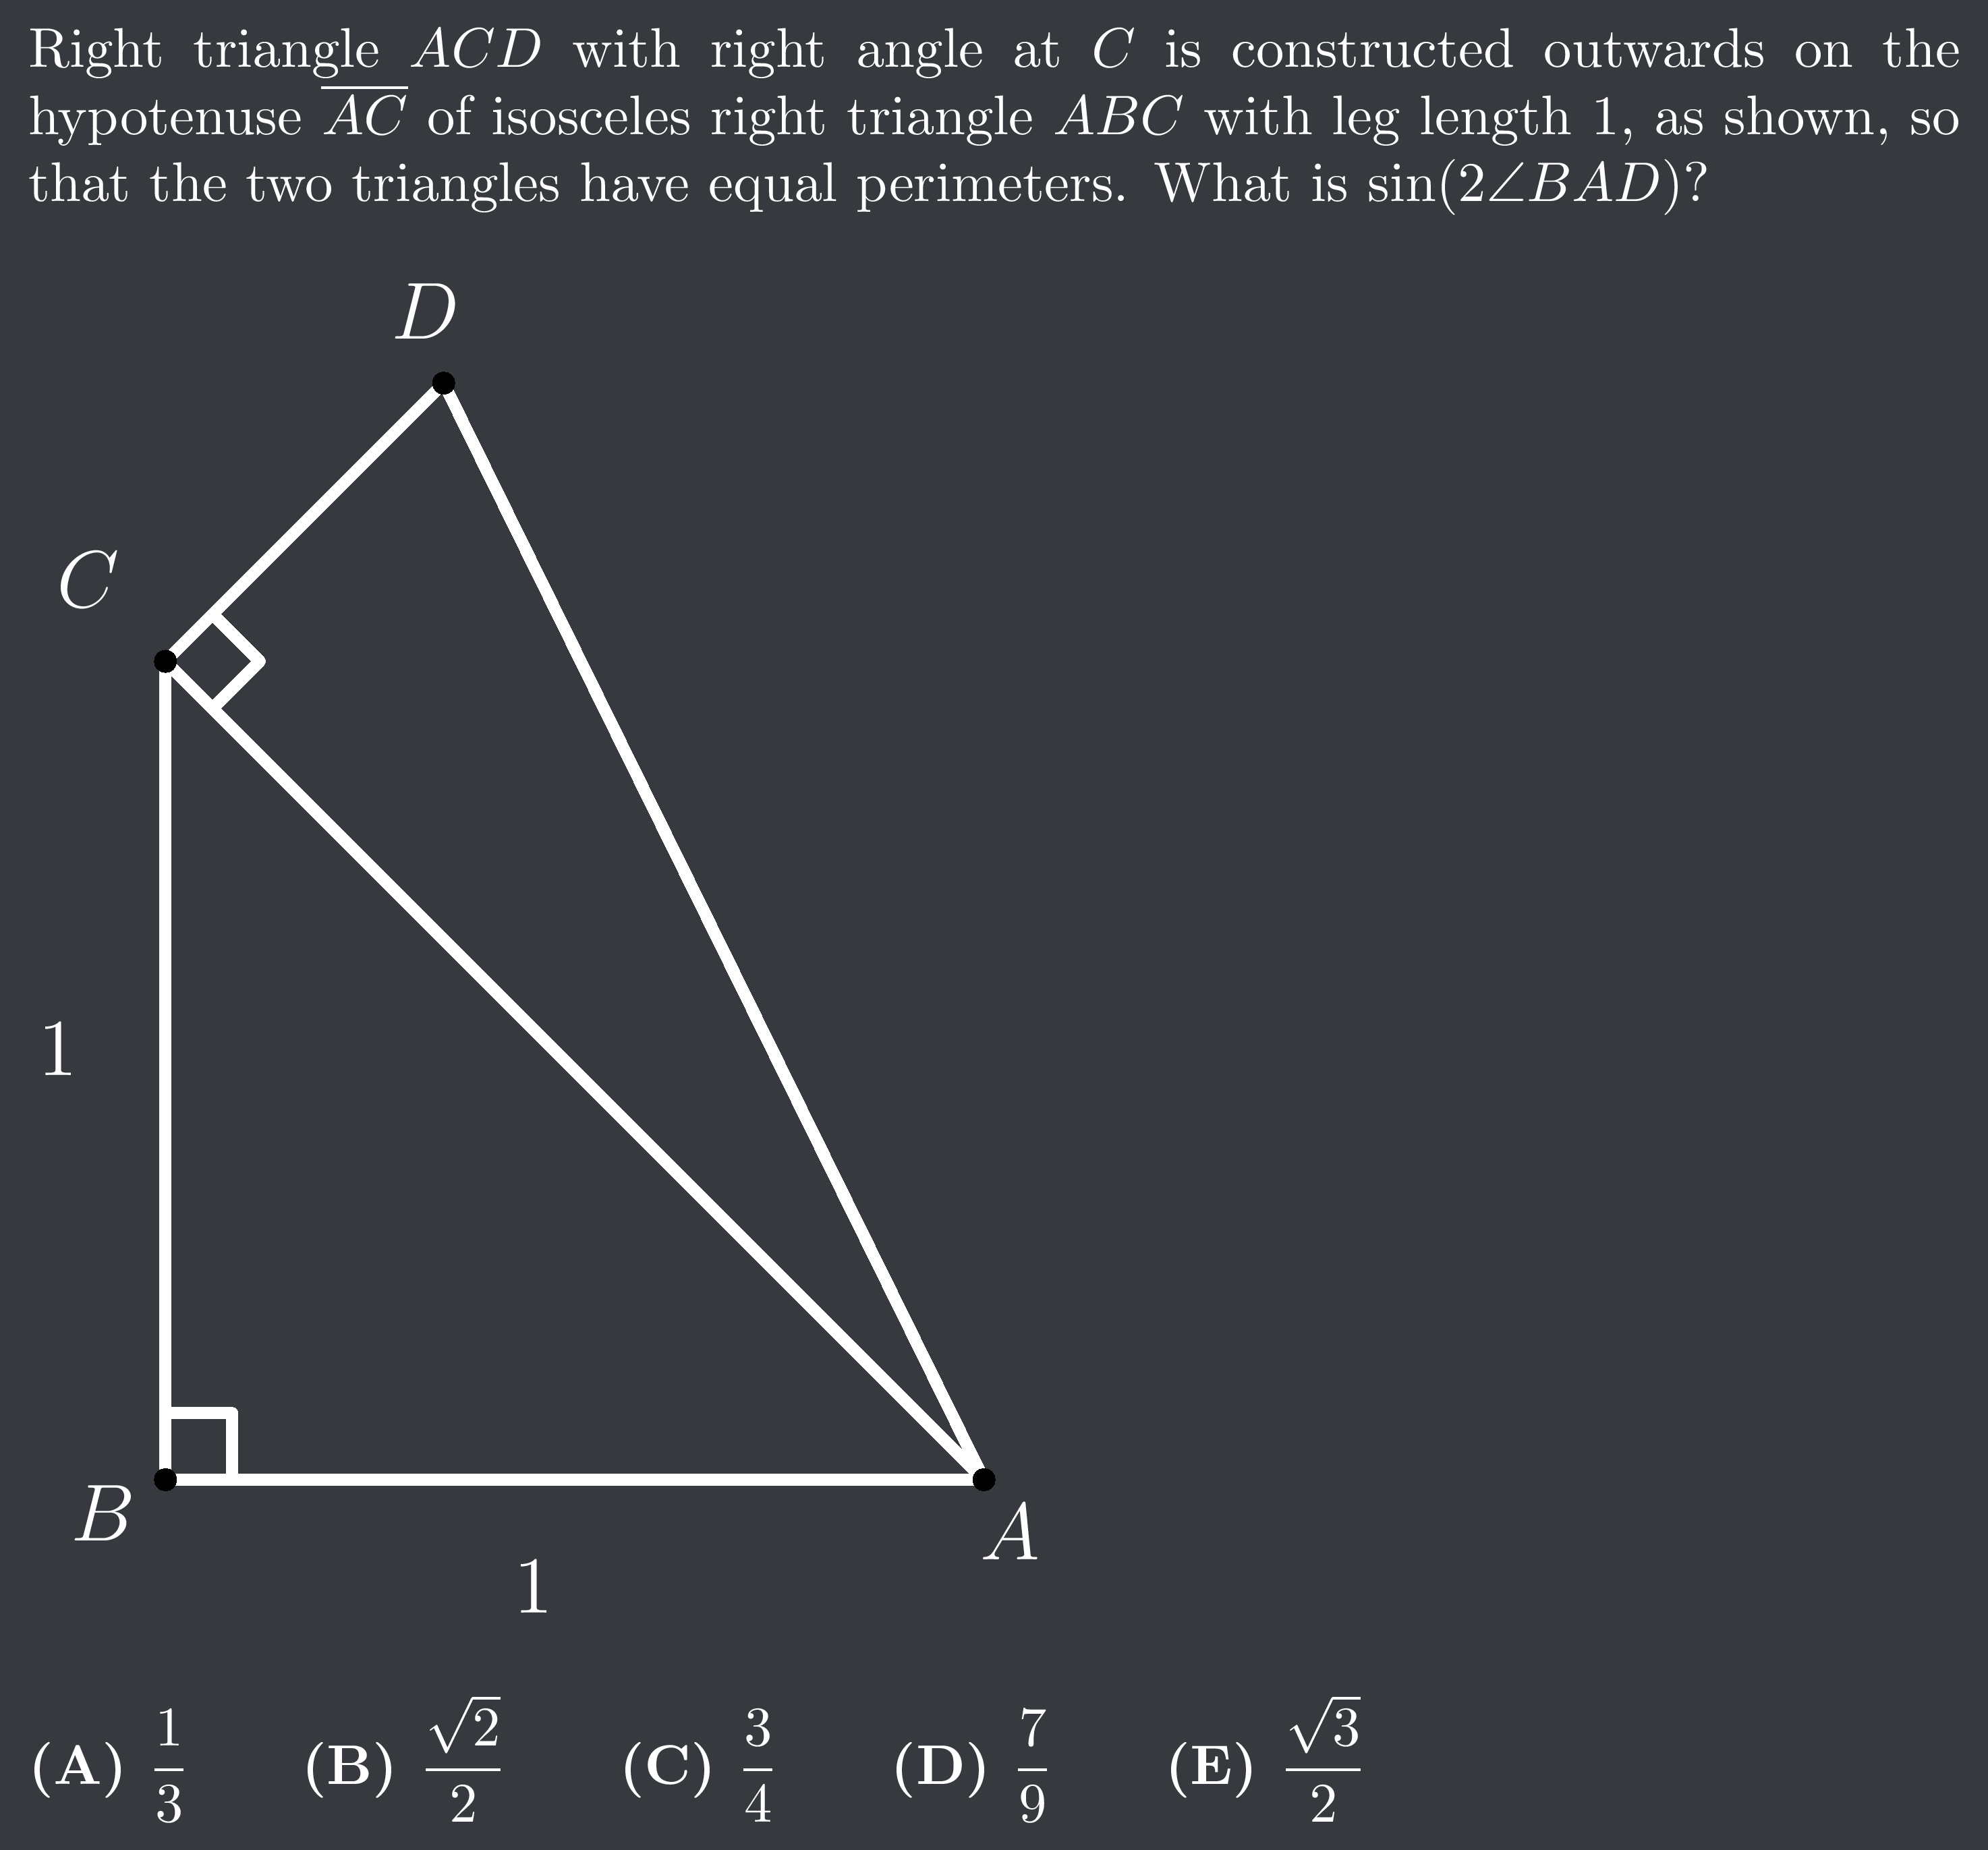 Right triangle $ACD$ with right angle at $C$ is constructed outwards on the
hypotenuse $\overline{AC}$ of isosceles right triangle $ABC$ with leg length 1, as shown, so
that the two triangles have equal perimeters. What is $\sin(2\angle BAD)$?
D
C
1
B
A
1
(A) $\frac{1}{3}$ (B) $\frac{\sqrt{2}}{2}$ (C) $\frac{3}{4}$ (D) $\frac{7}{9}$ (E) $\frac{\sqrt{3}}{2}$